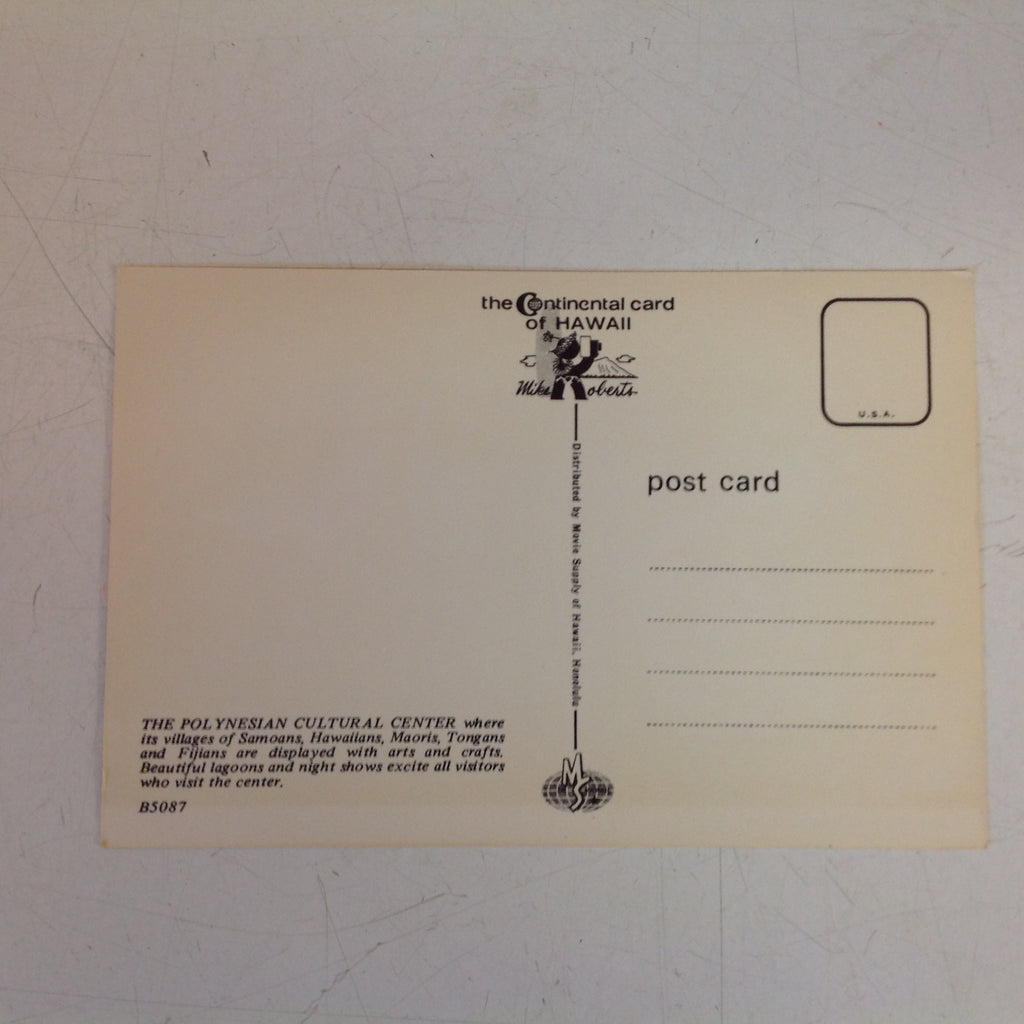 the Continental card
of HAWAII
Mike Roberts
U.S.A.
post card
Distributed by Movie Supply of Hawaii, Honolulu
THE POLYNESIAN CULTURAL CENTER where
its villages of Samoans, Hawaiians, Maoris, Tongans
and Fijians are displayed with arts and crafts.
Beautiful lagoons and night shows excite all visitors
who visit the center.
B5087
MS